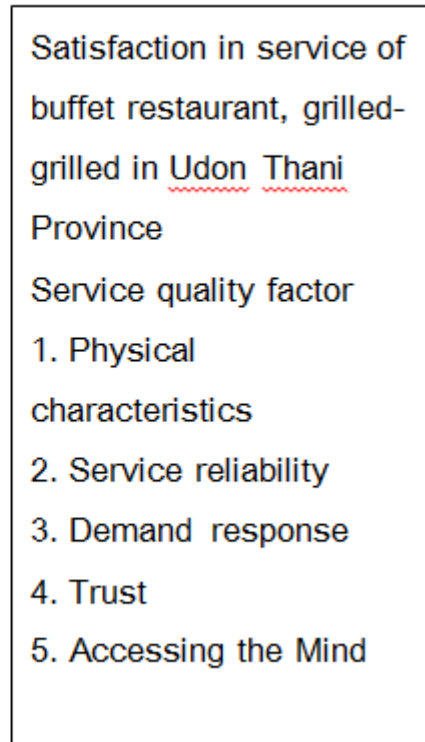 Satisfaction in service of
buffet restaurant, grilled-
grilled in Udon Thani
Province
Service quality factor
1. Physical
characteristics
2. Service reliability
3. Demand response
4. Trust
5. Accessing the Mind